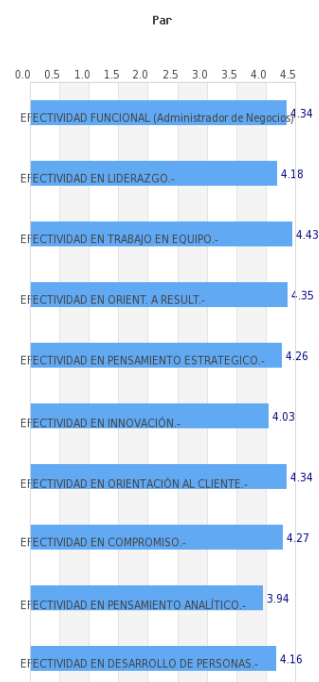 Par
0.0 0.5 1.0 1.5 2.0 2.5 3.0 3.5 4.0 4.5
EFECTIVIDAD FUNCIONAL (Administrador de Negocios) 4.34
EFECTIVIDAD EN LIDERAZGO.- 4.18
EFECTIVIDAD EN TRABAJO EN EQUIPO.- 4.43
EFECTIVIDAD EN ORIENT. A RESULT.- 4.35
EFECTIVIDAD EN PENSAMIENTO ESTRATEGICO.- 4.26
EFECTIVIDAD EN INNOVACIÓN.- 4.03
EFECTIVIDAD EN ORIENTACIÓN AL CLIENTE.- 4.34
EFECTIVIDAD EN COMPROMISO.- 4.27
EFECTIVIDAD EN PENSAMIENTO ANALÍTICO.- 3.94
EFECTIVIDAD EN DESARROLLO DE PERSONAS.- 4.16